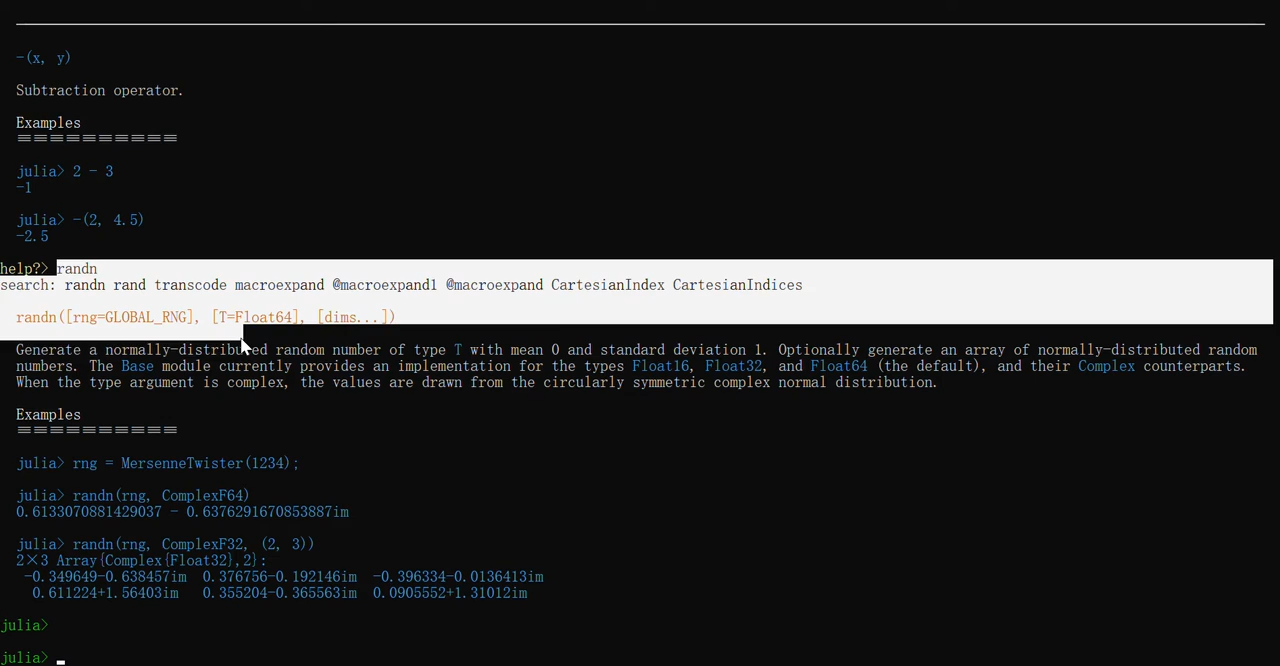 -(x, y)
Subtraction operator.
Examples
≡≡≡≡≡≡≡≡≡≡
julia> 2 - 3
-1
julia> -(2, 4.5)
-2.5
help?> randn
search: randn rand transcode macroexpand @macroexpand1 @macroexpand CartesianIndex CartesianIndices
randn([rng=GLOBAL_RNG], [T=Float64], [dims...])
Generate a normally-distributed random number of type T with mean 0 and standard deviation 1. Optionally generate an array of normally-distributed random
numbers. The Base module currently provides an implementation for the types Float16, Float32, and Float64 (the default), and their Complex counterparts.
When the type argument is complex, the values are drawn from the circularly symmetric complex normal distribution.
Examples
≡≡≡≡≡≡≡≡≡≡
julia> rng = MersenneTwister(1234);
julia> randn(rng, ComplexF64)
0.6133070881429037 - 0.6376291670853887im
julia> randn(rng, ComplexF32, (2, 3))
2×3 Array{Complex{Float32},2}:
-0.349649-0.638457im 0.376756-0.192146im -0.396334-0.0136413im
0.611224+1.56403im 0.355204-0.365563im 0.0905552+1.31012im
julia>
julia>